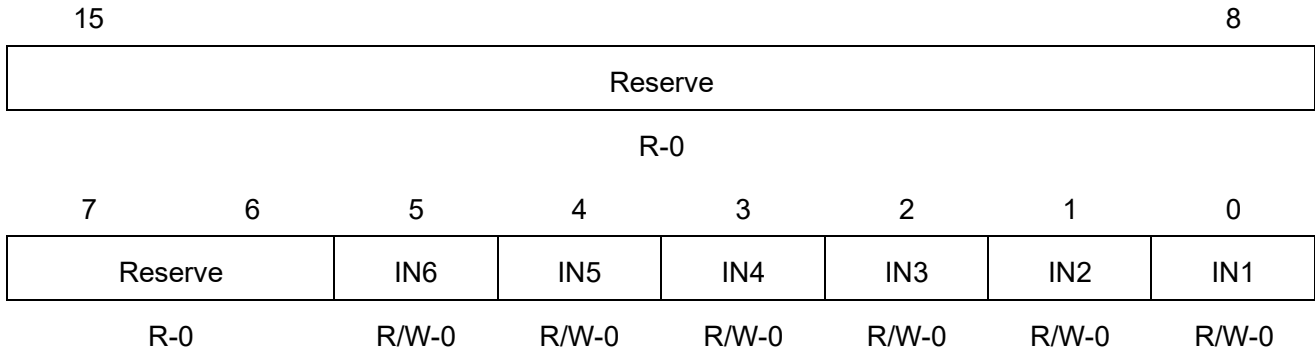 15 8
Reserve
R-0
7 6 5 4 3 2 1 0
Reserve IN6 IN5 IN4 IN3 IN2 IN1
R-0 R/W-0 R/W-0 R/W-0 R/W-0 R/W-0 R/W-0